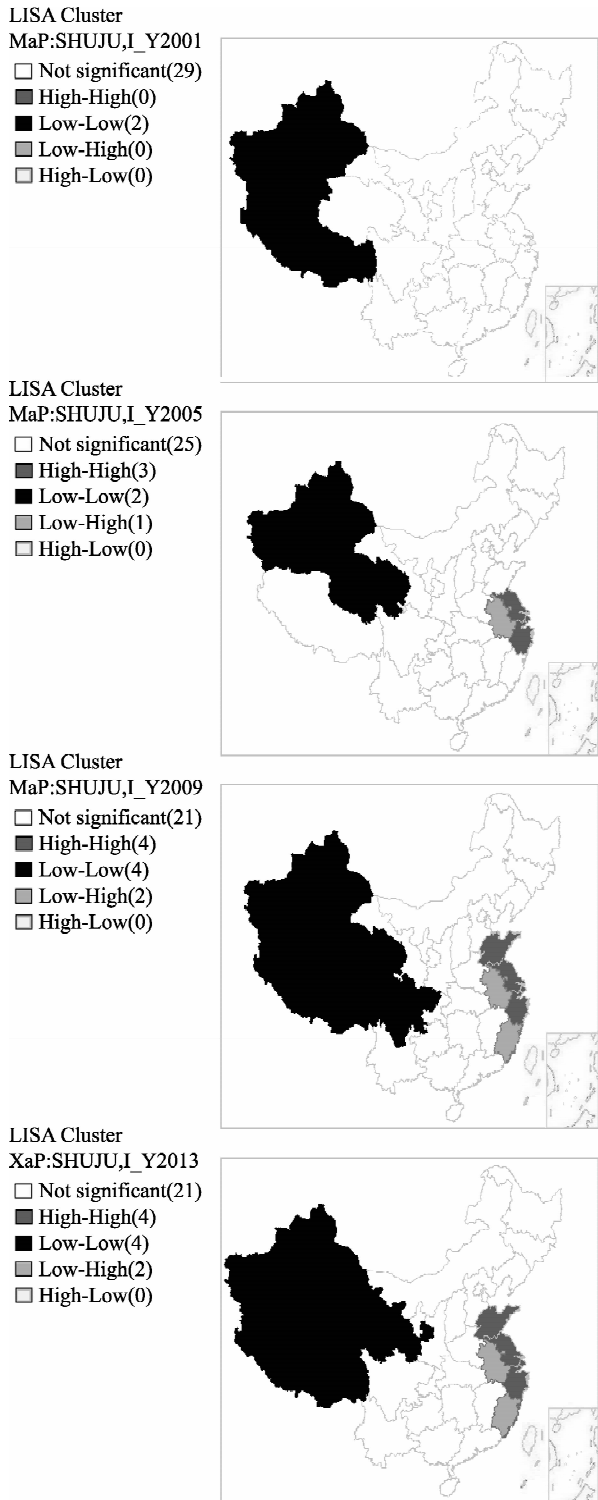 LISA Cluster
MaP:SHUJU,I_Y2001
Not significant(29)
High-High(0)
Low-Low(2)
Low-High(0)
High-Low(0)
LISA Cluster
MaP:SHUJU,I_Y2005
Not significant(25)
High-High(3)
Low-Low(2)
Low-High(1)
High-Low(0)
LISA Cluster
MaP:SHUJU,I_Y2009
Not significant(21)
High-High(4)
Low-Low(4)
Low-High(2)
High-Low(0)
LISA Cluster
XaP:SHUJU,I_Y2013
Not significant(21)
High-High(4)
Low-Low(4)
Low-High(2)
High-Low(0)